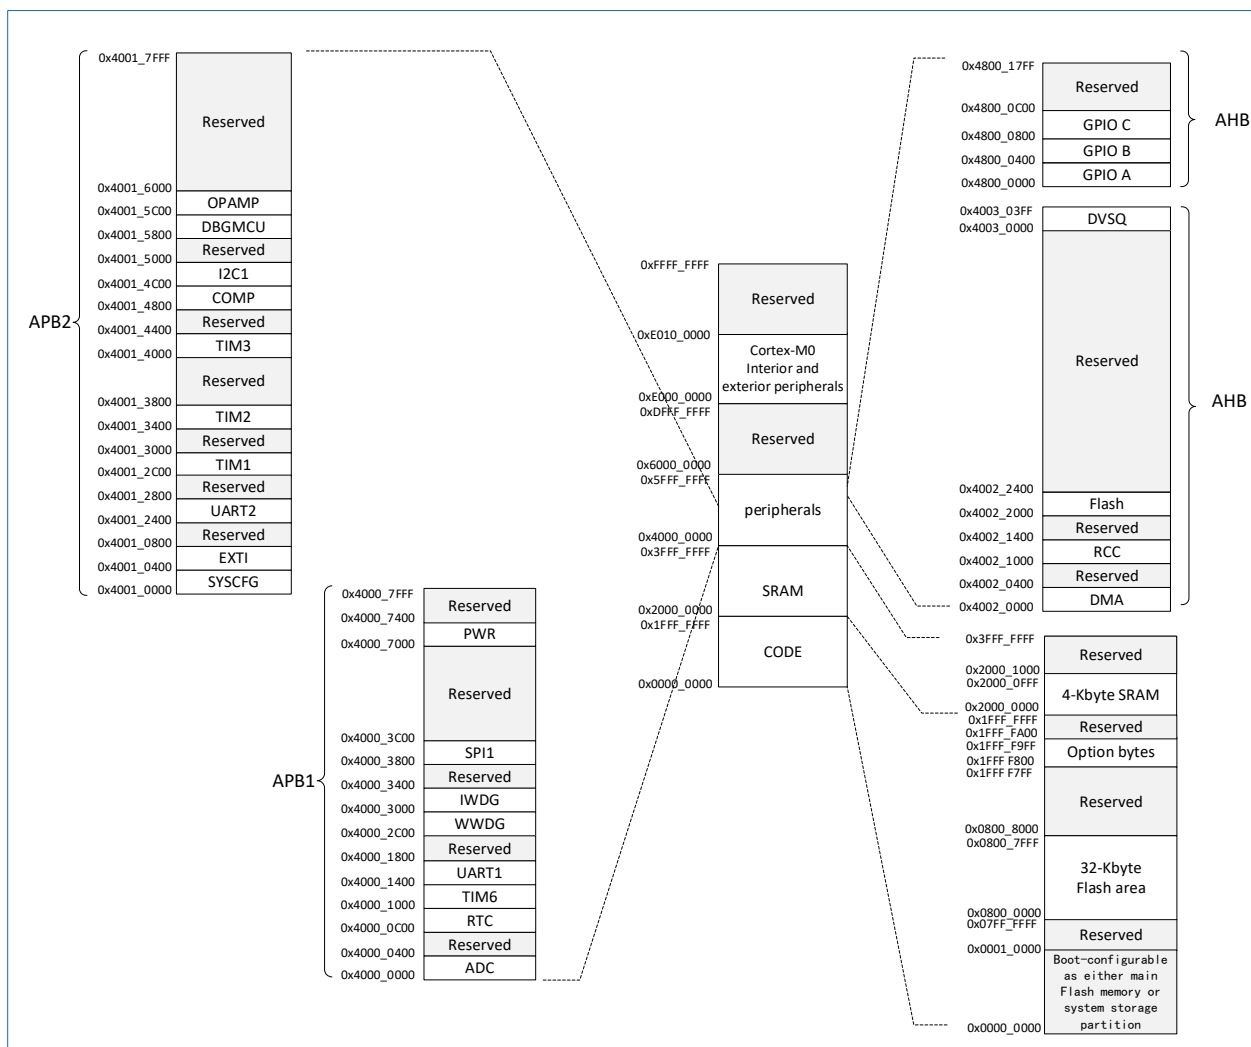 APB2
0x4001_7FFF
Reserved
0x4001_6000
OPAMP
0x4001_5C00
DBGMCU
0x4001_5800
Reserved
0x4001_5000
I2C1
0x4001_4C00
COMP
0x4001_4800
Reserved
0x4001_4400
TIM3
0x4001_4000
Reserved
0x4001_3800
TIM2
0x4001_3400
Reserved
0x4001_3000
TIM1
0x4001_2C00
Reserved
0x4001_2800
UART2
0x4001_2400
Reserved
0x4001_0800
EXTI
0x4001_0400
SYSCFG
0x4001_0000
APB1
0x4000_7FFF
Reserved
0x4000_7400
PWR
0x4000_7000
Reserved
0x4000_3C00
SPI1
0x4000_3800
Reserved
0x4000_3400
IWDG
0x4000_3000
WWDG
0x4000_2C00
Reserved
0x4000_1800
UART1
0x4000_1400
TIM6
0x4000_1000
RTC
0x4000_0C00
Reserved
0x4000_0400
ADC
0x4000_0000
0xFFFF_FFFF
Reserved
0xE010_0000
Cortex-M0
Interior and
exterior peripherals
0xE000_0000
0xDFFF_FFFF
Reserved
0x6000_0000
0x5FFF_FFFF
peripherals
0x4000_0000
0x3FFF_FFFF
SRAM
0x2000_0000
0x1FFF_FFFF
CODE
0x0000_0000
0x4800_17FF
Reserved
0x4800_0C00
GPIO C
0x4800_0800
GPIO B
0x4800_0400
GPIO A
0x4800_0000
AHB
0x4003_03FF
DVSQ
0x4003_0000
Reserved
0x4002_2400
Flash
0x4002_2000
Reserved
0x4002_1400
RCC
0x4002_1000
Reserved
0x4002_0400
DMA
0x4002_0000
AHB
0x3FFF_FFFF
Reserved
0x2000_1000
0x2000_0FFF
4-Kbyte SRAM
0x2000_0000
0x1FFF_FFFF
Reserved
0x1FFF_FA00
0x1FFF_F9FF
Option bytes
0x1FFF F800
0x1FFF F7FF
Reserved
0x0800_8000
0x0800_7FFF
32-Kbyte
Flash area
0x0800_0000
0x07FF_FFFF
Reserved
0x0001_0000
Boot-configurable
as either main
Flash memory or
system storage
partition
0x0000_0000